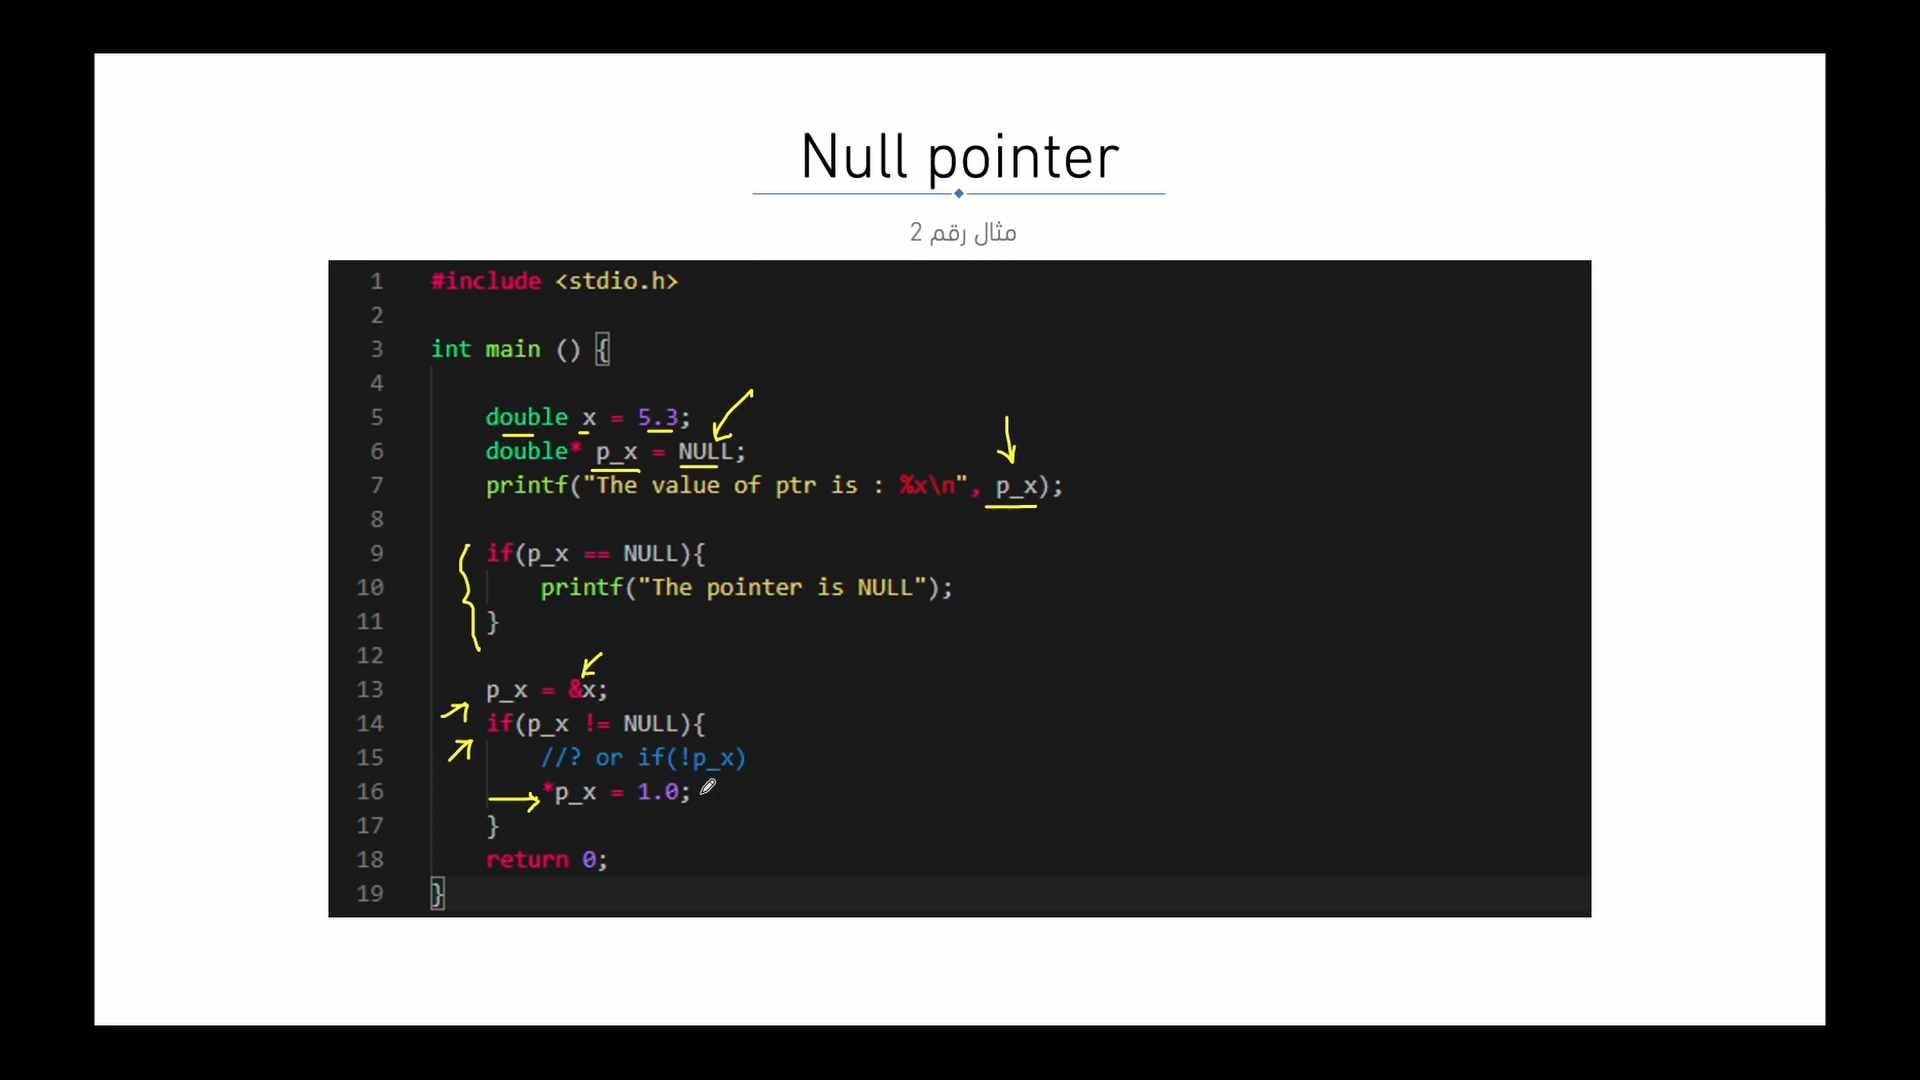 Null pointer
مثال رقم 2
1 #include <stdio.h>
2
3 int main () {
4
5 double x = 5.3;
6 double* p_x = NULL;
7 printf("The value of ptr is : %x\n", p_x);
8
9 if(p_x == NULL){
10 printf("The pointer is NULL");
11 }
12
13 p_x = &x;
14 if(p_x != NULL){
15 //? or if(!p_x)
16 *p_x = 1.0;
17 }
18 return 0;
19 }